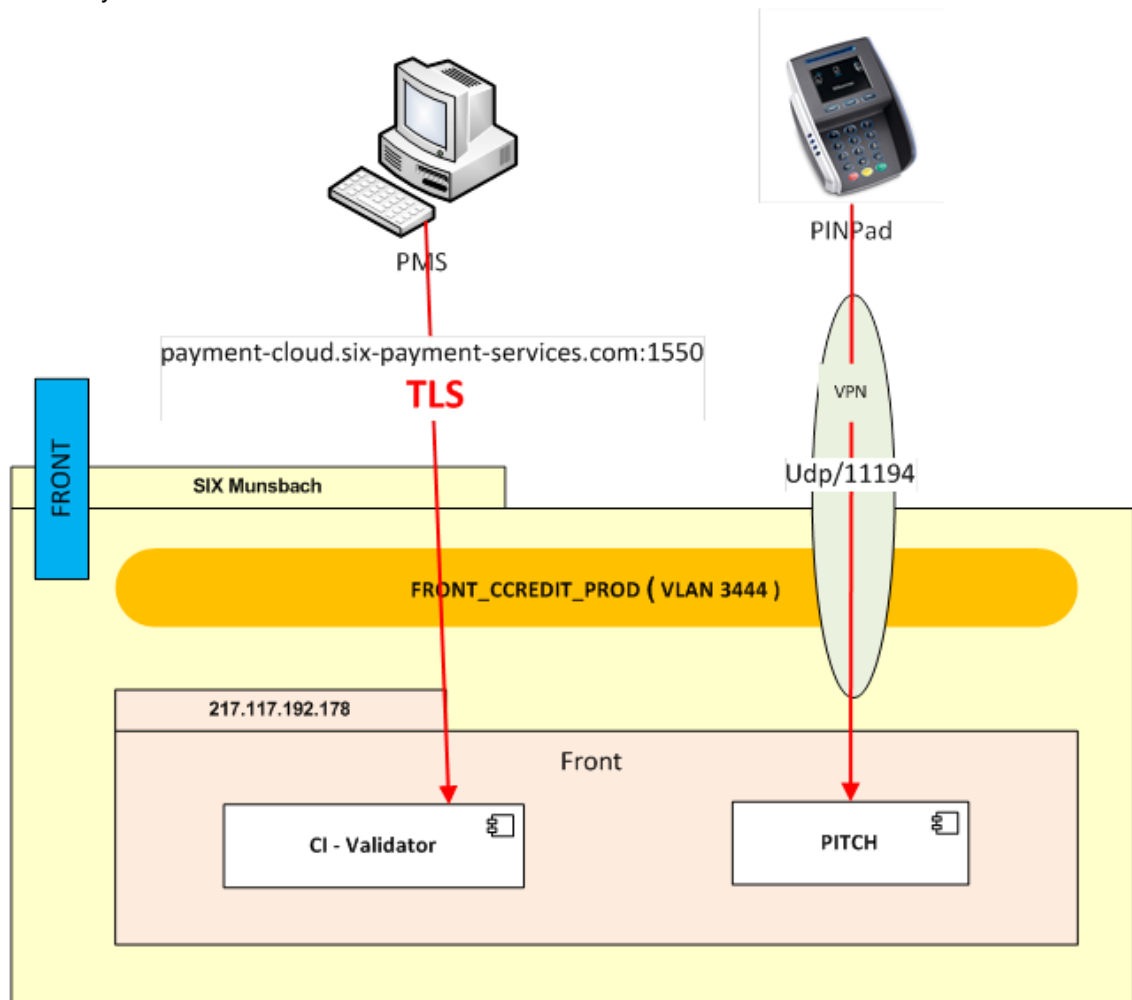 PMS
PINPad
payment-cloud.six-payment-services.com:1550
TLS
VPN
Udp/11194
FRONT
SIX Munsbach
FRONT_CCREDIT_PROD ( VLAN 3444 )
217.117.192.178
Front
CI - Validator
PITCH